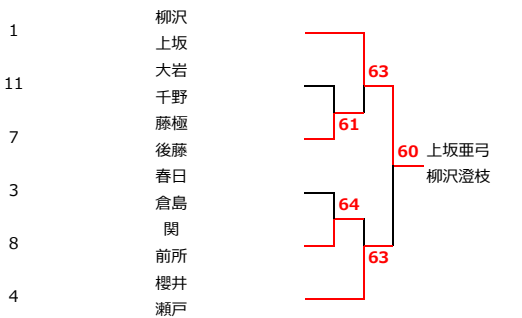 1
柳沢
上坂
11
大岩
千野
7
藤極
後藤
3
春日
倉島
8
関
前所
4
櫻井
瀬戸
63
61
60 上坂亜弓
柳沢澄枝
64
63